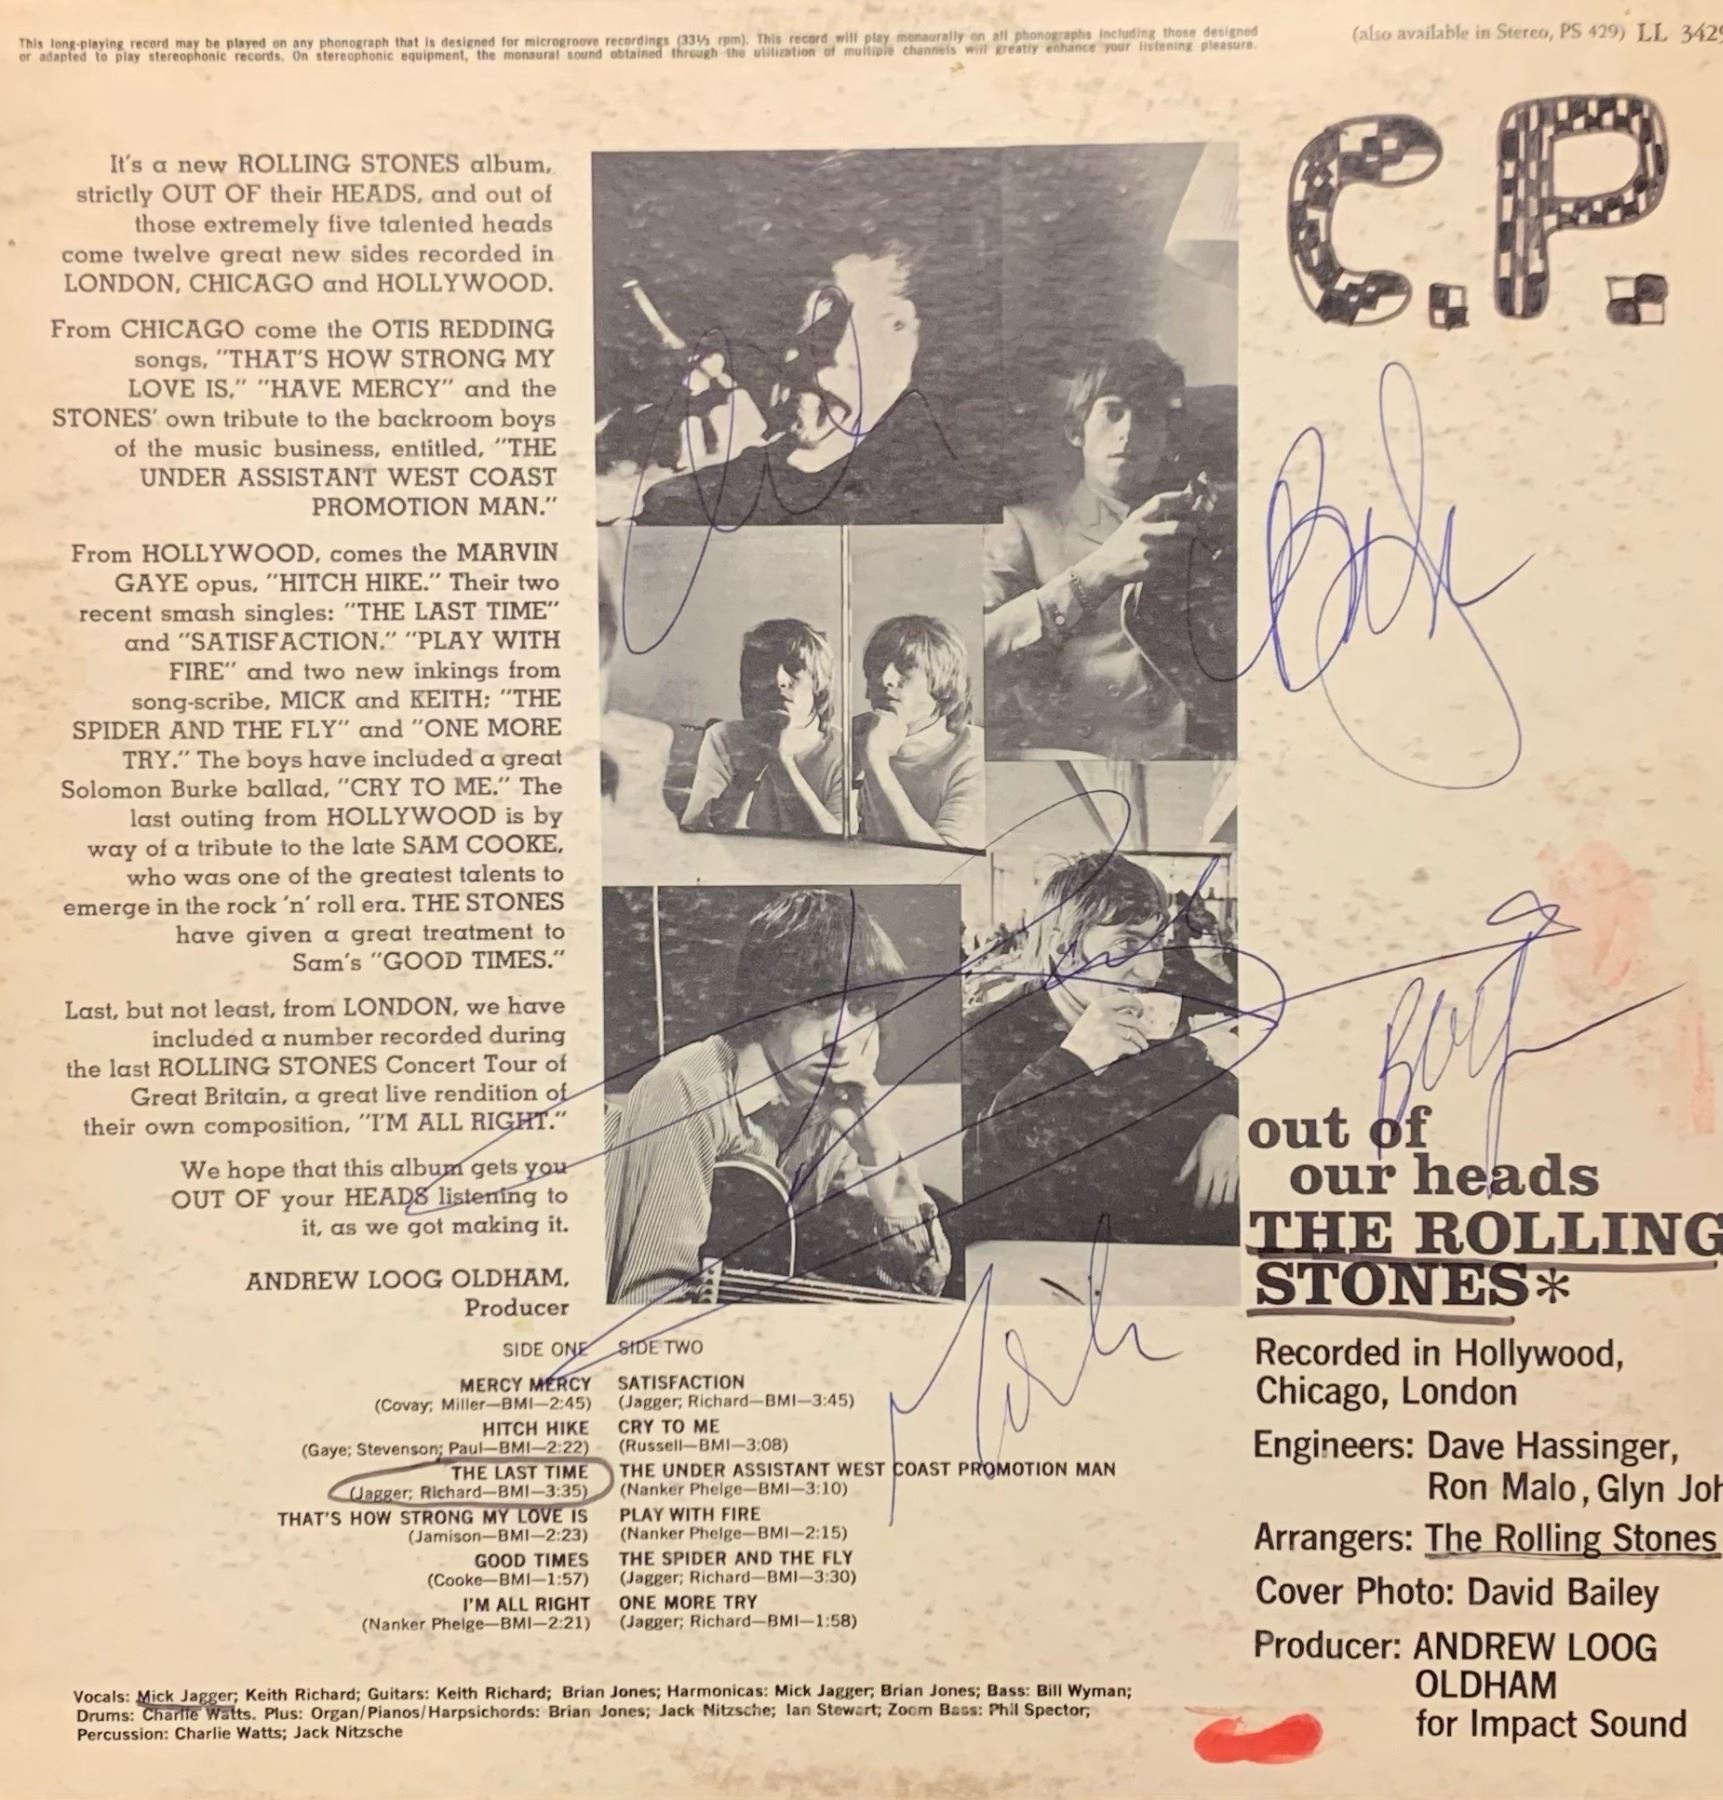 This long-playing record may be played on any phonograph that is designed for microgroove recordings (33⅓ rpm). This record will play monaurally on all phonographs including those designed
or adapted to play stereophonic records. On stereophonic equipment, the monaural sound obtained through the utilization of multiple channels will greatly enhance your listening pleasure.
(also available in Stereo, PS 429) LL 3429
C.P.
It's a new ROLLING STONES album,
strictly OUT OF their HEADS, and out of
those extremely five talented heads
come twelve great new sides recorded in
LONDON, CHICAGO and HOLLYWOOD.
From CHICAGO come the OTIS REDDING
songs, "THAT'S HOW STRONG MY
LOVE IS," "HAVE MERCY" and the
STONES' own tribute to the backroom boys
of the music business, entitled, "THE
UNDER ASSISTANT WEST COAST
PROMOTION MAN."
From HOLLYWOOD, comes the MARVIN
GAYE opus, "HITCH HIKE." Their two
recent smash singles: "THE LAST TIME"
and "SATISFACTION." "PLAY WITH
FIRE" and two new inkings from
song-scribe, MICK and KEITH; "THE
SPIDER AND THE FLY" and "ONE MORE
TRY." The boys have included a great
Solomon Burke ballad, "CRY TO ME." The
last outing from HOLLYWOOD is by
way of a tribute to the late SAM COOKE,
who was one of the greatest talents to
emerge in the rock 'n' roll era. THE STONES
have given a great treatment to
Sam's "GOOD TIMES."
Last, but not least, from LONDON, we have
included a number recorded during
the last ROLLING STONES Concert Tour of
Great Britain, a great live rendition of
their own composition, "I'M ALL RIGHT."
We hope that this album gets you
OUT OF your HEADS listening to
it, as we got making it.
ANDREW LOOG OLDHAM,
Producer
SIDE ONE
MERCY MERCY
(Covay; Miller—BMI—2:45)
HITCH HIKE
(Gaye; Stevenson; Paul—BMI—2:22)
THE LAST TIME
(Jagger; Richard—BMI—3:35)
THAT'S HOW STRONG MY LOVE IS
(Jamison—BMI—2:23)
GOOD TIMES
(Cooke—BMI—1:57)
I'M ALL RIGHT
(Nanker Phelge—BMI—2:21)
SIDE TWO
SATISFACTION
(Jagger; Richard—BMI—3:45)
CRY TO ME
(Russell—BMI—3:08)
THE UNDER ASSISTANT WEST COAST PROMOTION MAN
(Nanker Phelge—BMI—3:10)
PLAY WITH FIRE
(Nanker Phelge—BMI—2:15)
THE SPIDER AND THE FLY
(Jagger; Richard—BMI—3:30)
ONE MORE TRY
(Jagger; Richard—BMI—1:58)
out of
our heads
THE ROLLING
STONES*
Recorded in Hollywood,
Chicago, London
Engineers: Dave Hassinger,
Ron Malo, Glyn Joh
Arrangers: The Rolling Stones
Cover Photo: David Bailey
Producer: ANDREW LOOG
OLDHAM
for Impact Sound
Vocals: Mick Jagger; Keith Richard; Guitars: Keith Richard; Brian Jones; Harmonicas: Mick Jagger; Brian Jones; Bass: Bill Wyman;
Drums: Charlie Watts. Plus: Organ/Pianos/Harpsichords: Brian Jones; Jack Nitzsche; Ian Stewart; Zoom Bass: Phil Spector;
Percussion: Charlie Watts; Jack Nitzsche